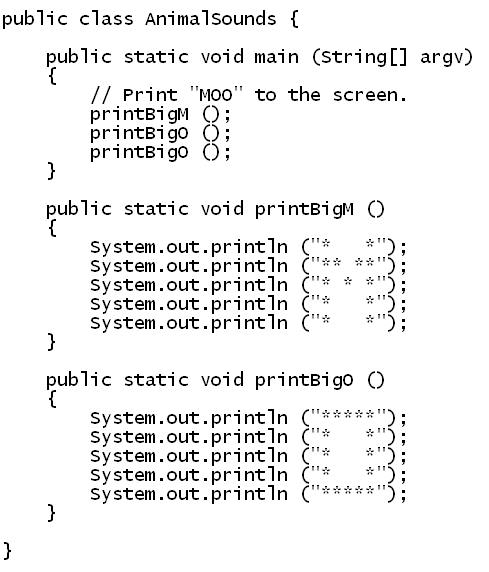 public class AnimalSounds {

    public static void main (String[] argv)
    {
        // Print "MOO" to the screen.
        printBigM ();
        printBigO ();
        printBigO ();
    }

    public static void printBigM ()
    {
        System.out.println ("*   *");
        System.out.println ("** **");
        System.out.println ("* * *");
        System.out.println ("*   *");
        System.out.println ("*   *");
    }

    public static void printBigO ()
    {
        System.out.println ("*****");
        System.out.println ("*   *");
        System.out.println ("*   *");
        System.out.println ("*   *");
        System.out.println ("*****");
    }

}